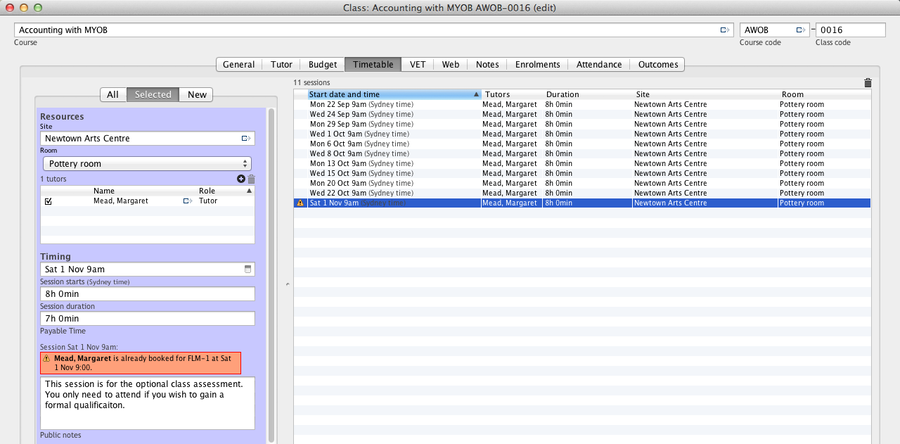 Class: Accounting with MYOB AWOB-0016 (edit)
Accounting with MYOB
AWOB - 0016
Course
Course code
Class code
General Tutor Budget Timetable VET Web Notes Enrolments Attendance Outcomes
11 sessions
All Selected New
Start date and time Tutors Duration Site Room
Mon 22 Sep 9am (Sydney time) Mead, Margaret 8h 0min Newtown Arts Centre Pottery room
Wed 24 Sep 9am (Sydney time) Mead, Margaret 8h 0min Newtown Arts Centre Pottery room
Mon 29 Sep 9am (Sydney time) Mead, Margaret 8h 0min Newtown Arts Centre Pottery room
Wed 1 Oct 9am (Sydney time) Mead, Margaret 8h 0min Newtown Arts Centre Pottery room
Mon 6 Oct 9am (Sydney time) Mead, Margaret 8h 0min Newtown Arts Centre Pottery room
Wed 8 Oct 9am (Sydney time) Mead, Margaret 8h 0min Newtown Arts Centre Pottery room
Mon 13 Oct 9am (Sydney time) Mead, Margaret 8h 0min Newtown Arts Centre Pottery room
Wed 15 Oct 9am (Sydney time) Mead, Margaret 8h 0min Newtown Arts Centre Pottery room
Mon 20 Oct 9am (Sydney time) Mead, Margaret 8h 0min Newtown Arts Centre Pottery room
Wed 22 Oct 9am (Sydney time) Mead, Margaret 8h 0min Newtown Arts Centre Pottery room
Sat 1 Nov 9am (Sydney time) Mead, Margaret 8h 0min Newtown Arts Centre Pottery room
Resources
Site
Newtown Arts Centre
Room
Pottery room
1 tutors
Name Role
Mead, Margaret Tutor
Timing
Sat 1 Nov 9am
Session starts (Sydney time)
8h 0min
Session duration
7h 0min
Payable Time
Session Sat 1 Nov 9am:
Mead, Margaret is already booked for FLM-1 at Sat
1 Nov 9:00.
This session is for the optional class assessment.
You only need to attend if you wish to gain a
formal qualificaiton.
Public notes